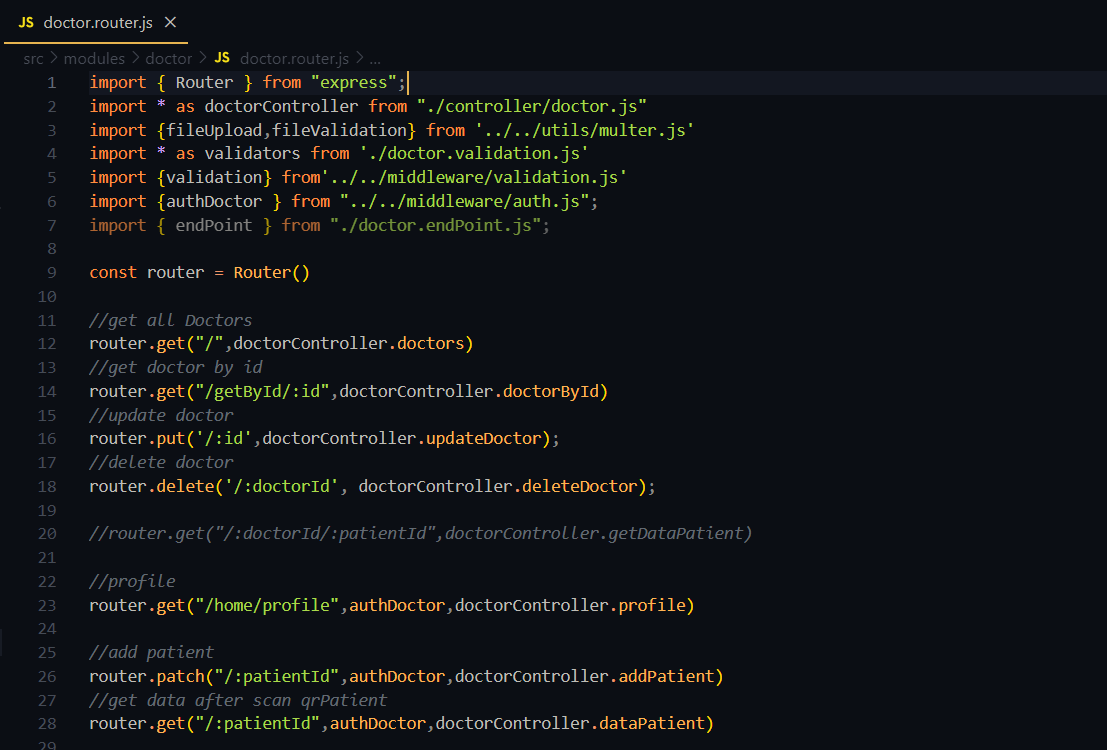 JS doctor.router.js ×
src > modules > doctor > JS doctor.router.js > ...
1 import { Router } from "express";
2 import * as doctorController from "./controller/doctor.js"
3 import {fileUpload,fileValidation} from '../../utils/multer.js'
4 import * as validators from './doctor.validation.js'
5 import {validation} from'../../middleware/validation.js'
6 import {authDoctor } from "../../middleware/auth.js";
7 import { endPoint } from "./doctor.endPoint.js";
8
9 const router = Router()
10
11 //get all Doctors
12 router.get("/",doctorController.doctors)
13 //get doctor by id
14 router.get("/getById/:id",doctorController.doctorById)
15 //update doctor
16 router.put('/:id',doctorController.updateDoctor);
17 //delete doctor
18 router.delete('/:doctorId', doctorController.deleteDoctor);
19
20 //router.get("/:doctorId/:patientId",doctorController.getDataPatient)
21
22 //profile
23 router.get("/home/profile",authDoctor,doctorController.profile)
24
25 //add patient
26 router.patch("/:patientId",authDoctor,doctorController.addPatient)
27 //get data after scan qrPatient
28 router.get("/:patientId",authDoctor,doctorController.dataPatient)
29